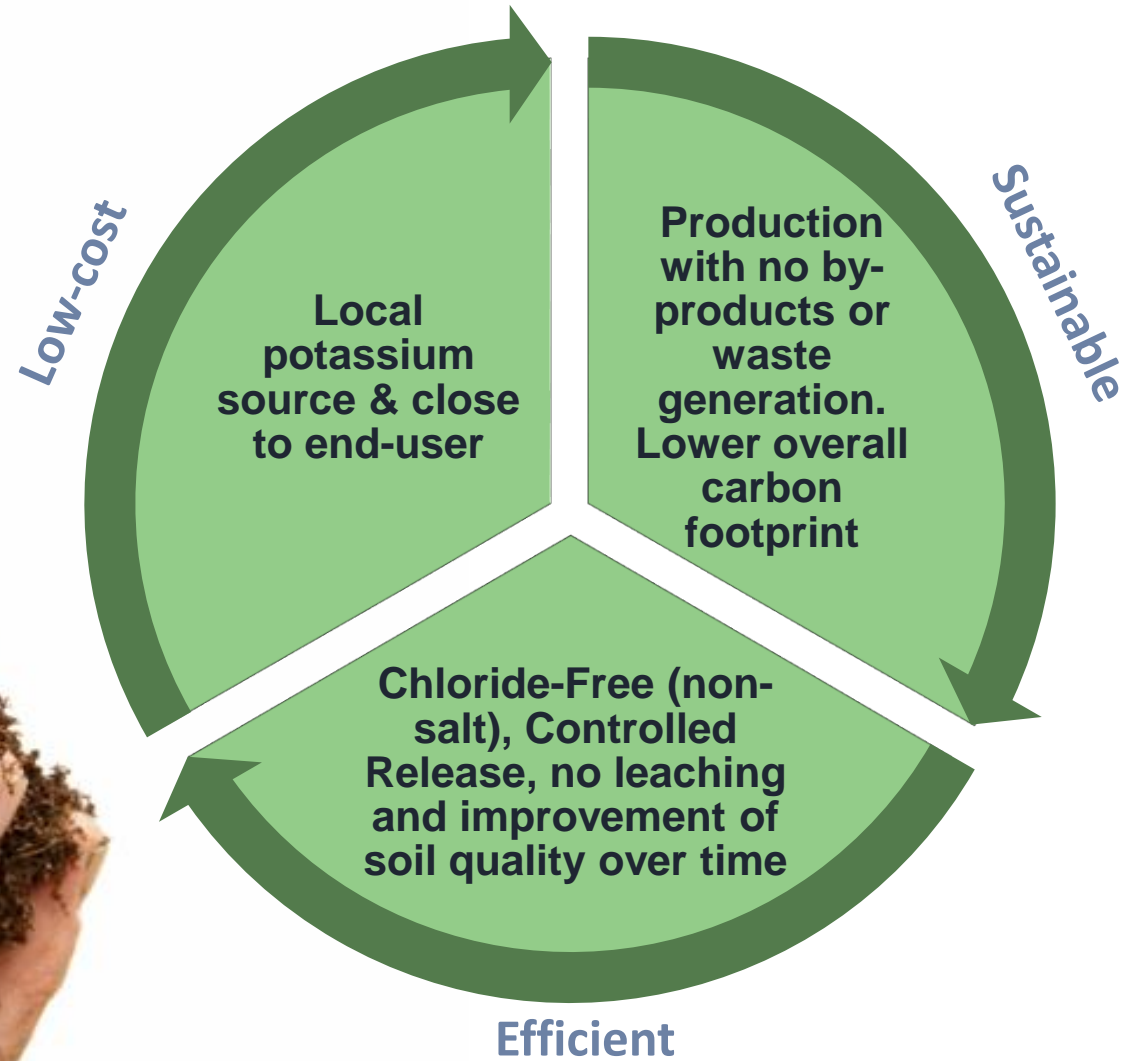 Low-cost
Local
potassium
source & close
to end-user
Sustainable
Production
with no by-
products or
waste
generation.
Lower overall
carbon
footprint
Chloride-Free (non-
salt), Controlled
Release, no leaching
and improvement of
soil quality over time
Efficient